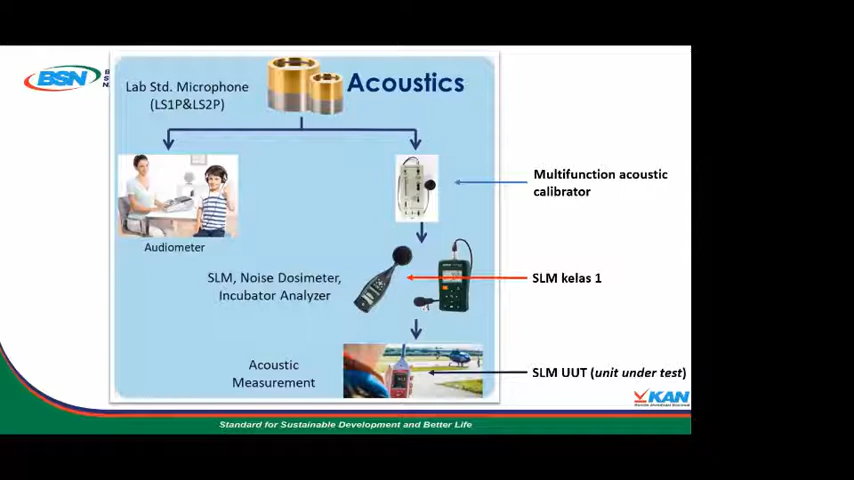 BSN
B
S
N
Lab Std. Microphone
(LS1P&LS2P)
Acoustics
Multifunction acoustic
calibrator
Audiometer
SLM, Noise Dosimeter,
Incubator Analyzer
SLM kelas 1
Acoustic
Measurement
SLM UUT (unit under test)
KAN
Standard for Sustainable Development and Better Life